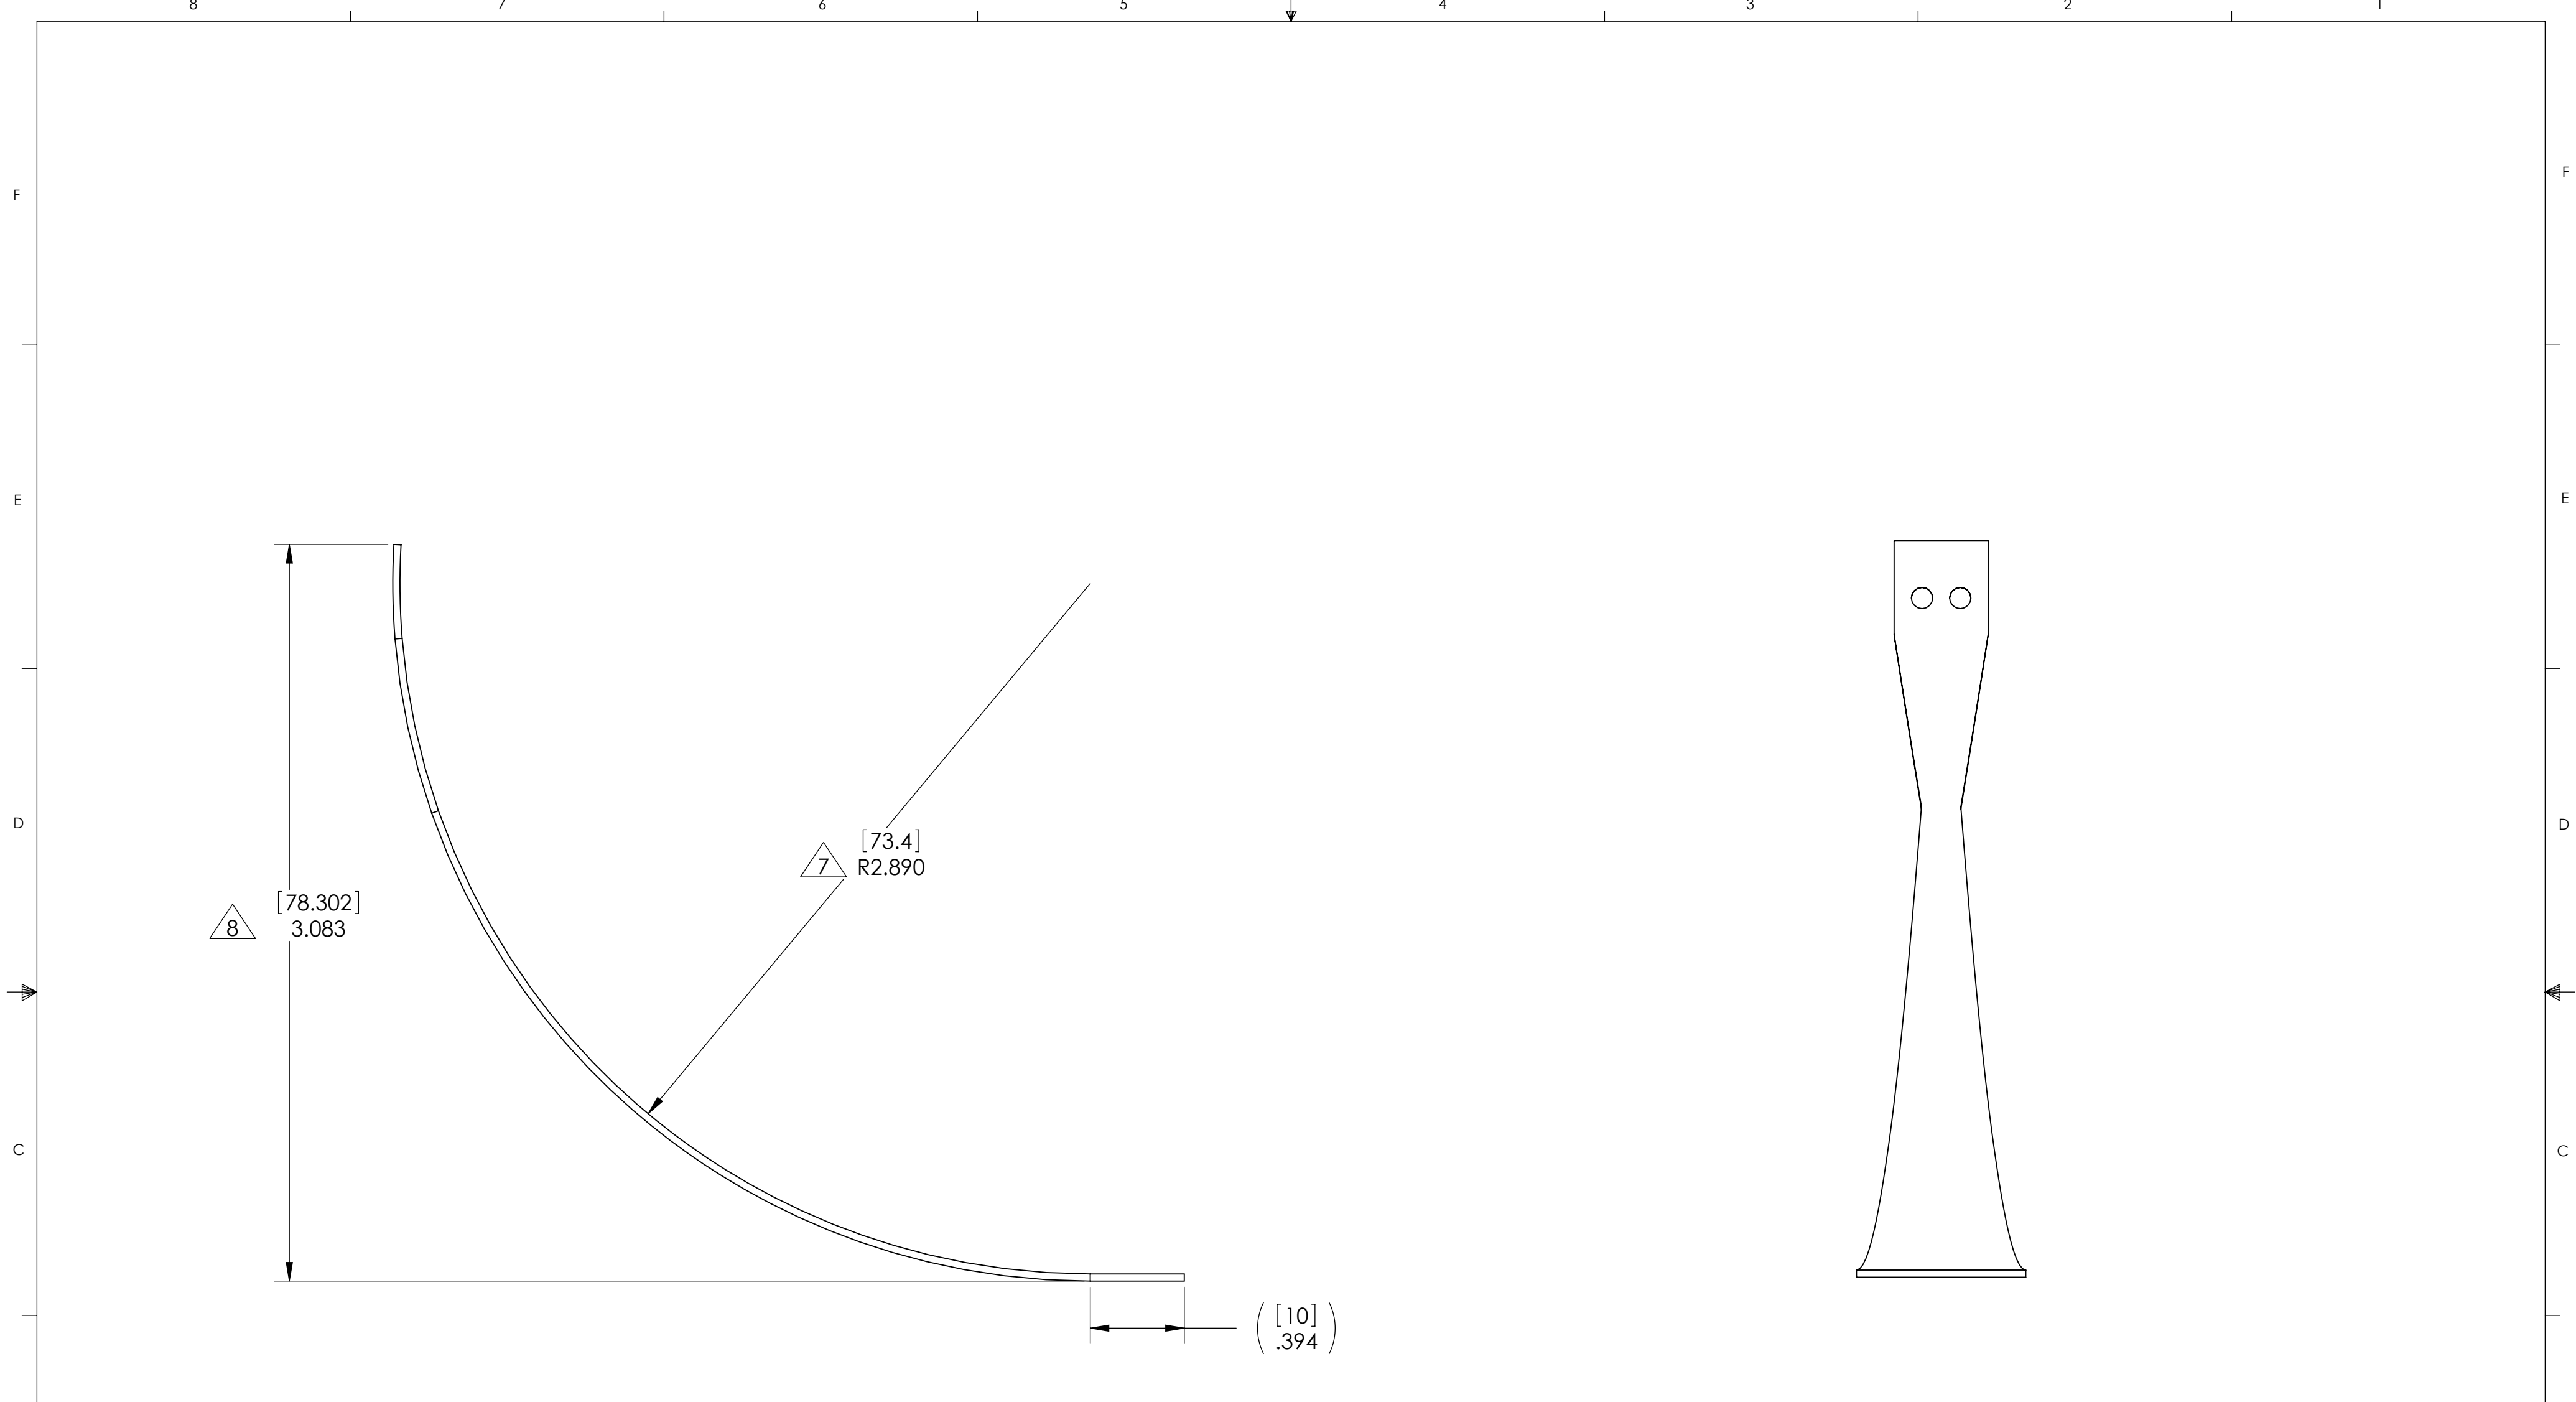 8 7 6 5 4 3 2 1
F F
E E
D D
[73.4]
7 R2.890
[78.302]
8 3.083
C C
([10]
.394)